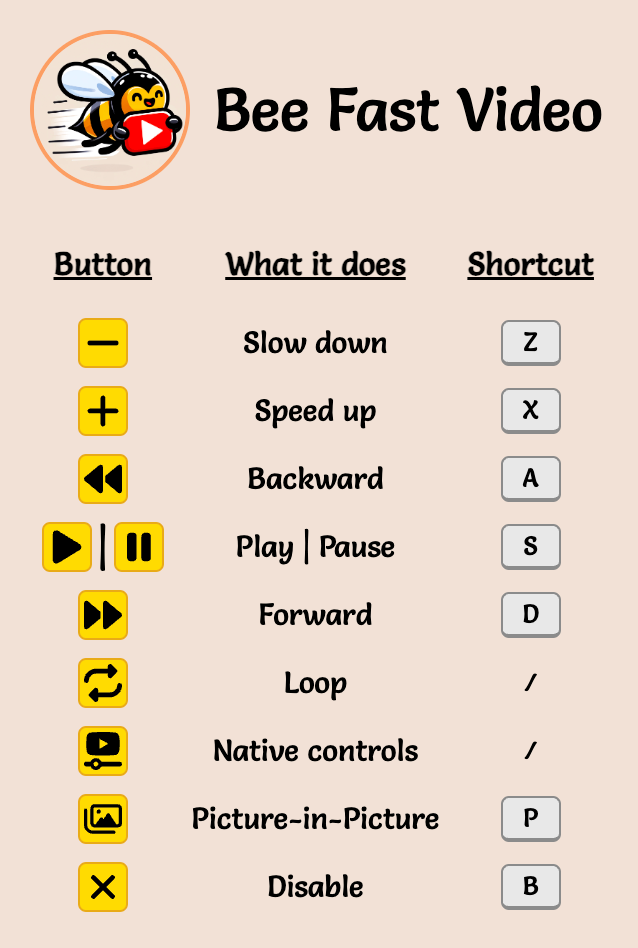 Bee Fast Video
Button What it does Shortcut
Slow down Z
Speed up X
Backward A
Play | Pause S
Forward D
Loop /
Native controls /
Picture-in-Picture P
Disable B